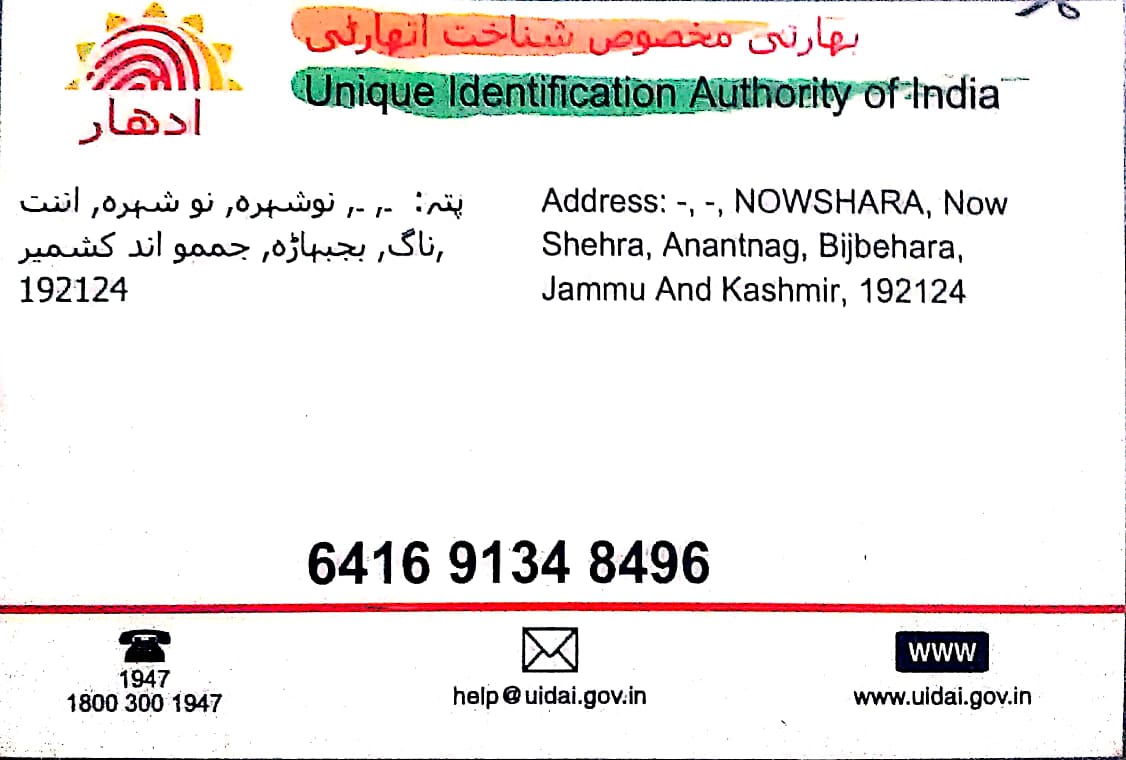 بھارتی مخصوص شناخت اتھارٹی
Unique Identification Authority of India
ادھار
پتہ: -, -, نوشہرہ, نو شہرہ, اننت
ناگ, بجبہاڑہ, جممو اند کشمیر,
192124
Address: -, -, NOWSHARA, Now
Shehra, Anantnag, Bijbehara,
Jammu And Kashmir, 192124
6416 9134 8496
1947
1800 300 1947
help@uidai.gov.in
WWW
www.uidai.gov.in